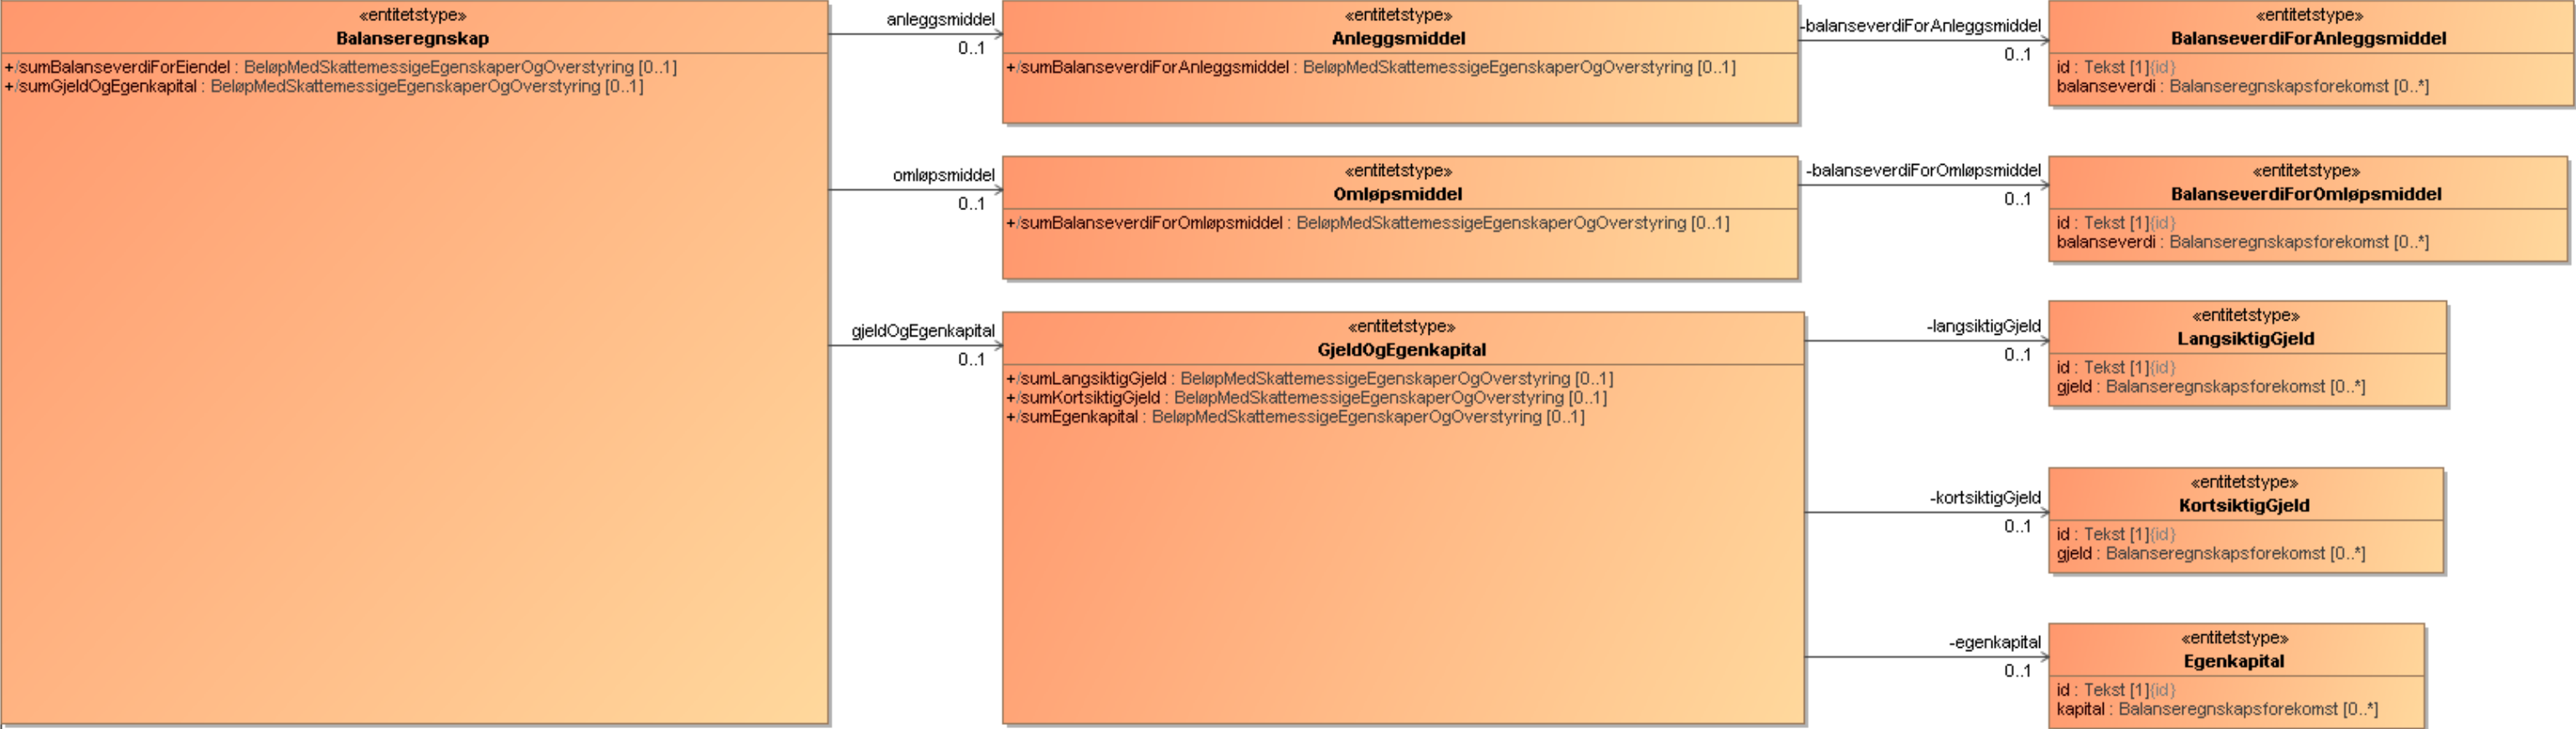 «entitetstype»
Balanseregnskap
+/sumBalanseverdiForEiendel : BeløpMedSkattemessigeEgenskaperOgOverstyring [0..1]
+/sumGjeldOgEgenkapital : BeløpMedSkattemessigeEgenskaperOgOverstyring [0..1]
anleggsmiddel
0..1
«entitetstype»
Anleggsmiddel
+/sumBalanseverdiForAnleggsmiddel : BeløpMedSkattemessigeEgenskaperOgOverstyring [0..1]
-balanseverdiForAnleggsmiddel
0..1
«entitetstype»
BalanseverdiForAnleggsmiddel
id : Tekst [1]{id}
balanseverdi : Balanseregnskapsforekomst [0..*]
omløpsmiddel
0..1
«entitetstype»
Omløpsmiddel
+/sumBalanseverdiForOmløpsmiddel : BeløpMedSkattemessigeEgenskaperOgOverstyring [0..1]
-balanseverdiForOmløpsmiddel
0..1
«entitetstype»
BalanseverdiForOmløpsmiddel
id : Tekst [1]{id}
balanseverdi : Balanseregnskapsforekomst [0..*]
gjeldOgEgenkapital
0..1
«entitetstype»
GjeldOgEgenkapital
+/sumLangsiktigGjeld : BeløpMedSkattemessigeEgenskaperOgOverstyring [0..1]
+/sumKortsiktigGjeld : BeløpMedSkattemessigeEgenskaperOgOverstyring [0..1]
+/sumEgenkapital : BeløpMedSkattemessigeEgenskaperOgOverstyring [0..1]
-langsiktigGjeld
0..1
«entitetstype»
LangsiktigGjeld
id : Tekst [1]{id}
gjeld : Balanseregnskapsforekomst [0..*]
-kortsiktigGjeld
0..1
«entitetstype»
KortsiktigGjeld
id : Tekst [1]{id}
gjeld : Balanseregnskapsforekomst [0..*]
-egenkapital
0..1
«entitetstype»
Egenkapital
id : Tekst [1]{id}
kapital : Balanseregnskapsforekomst [0..*]